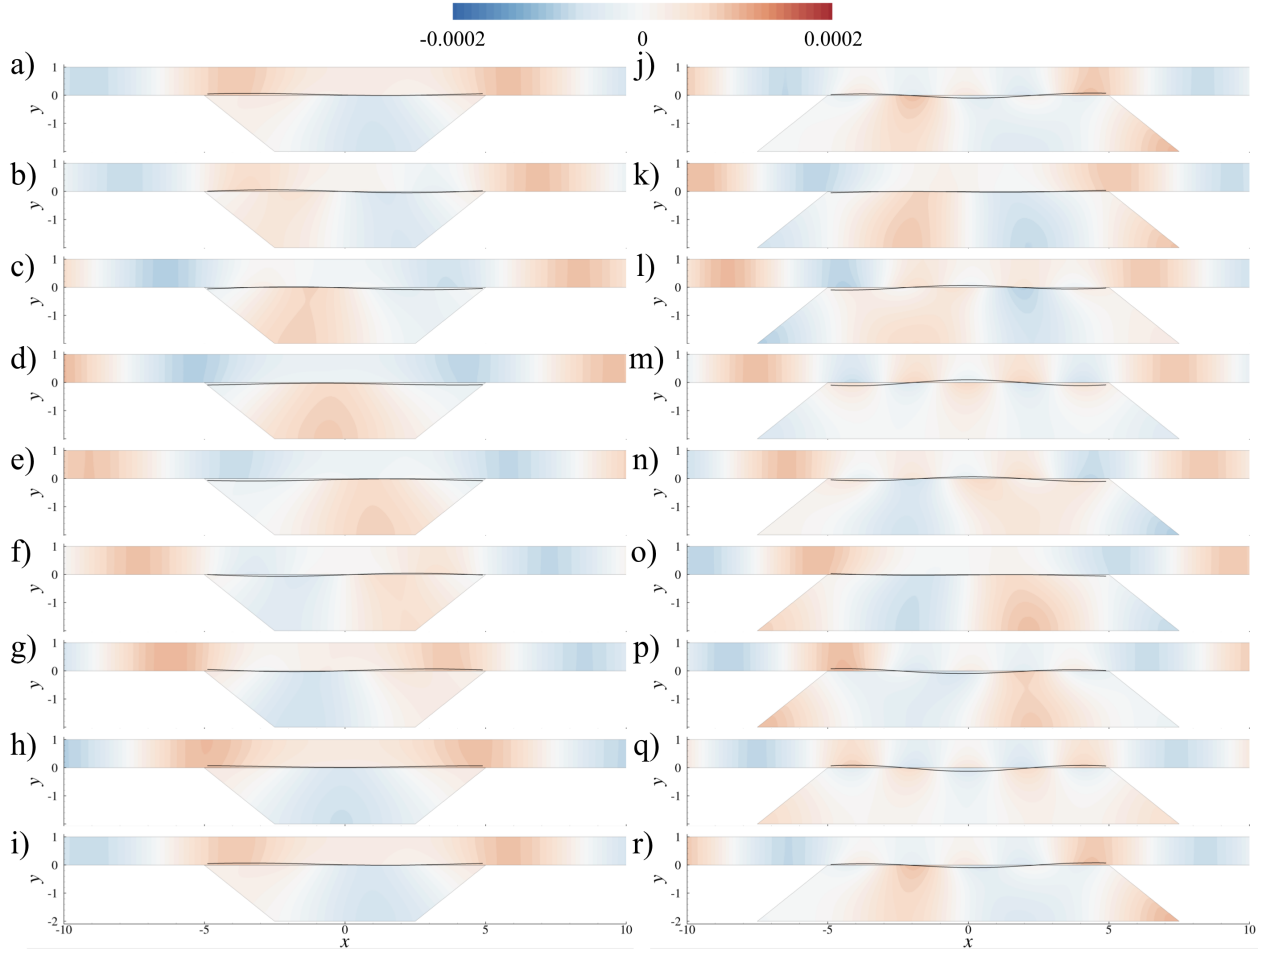 -0.0002 0 0.0002
a) 1 0 -1 y
j) 1 0 -1 y
b) 1 0 -1 y
k) 1 0 -1 y
c) 1 0 -1 y
l) 1 0 -1 y
d) 1 0 -1 y
m) 1 0 -1 y
e) 1 0 -1 y
n) 1 0 -1 y
f) 1 0 -1 y
o) 1 0 -1 y
g) 1 0 -1 y
p) 1 0 -1 y
h) 1 0 -1 y
q) 1 0 -1 y
i) 1 0 -1 -2 y
r) 1 0 -1 -2 y
-10 -5 0 5 10
x
-10 -5 0 5 10
x